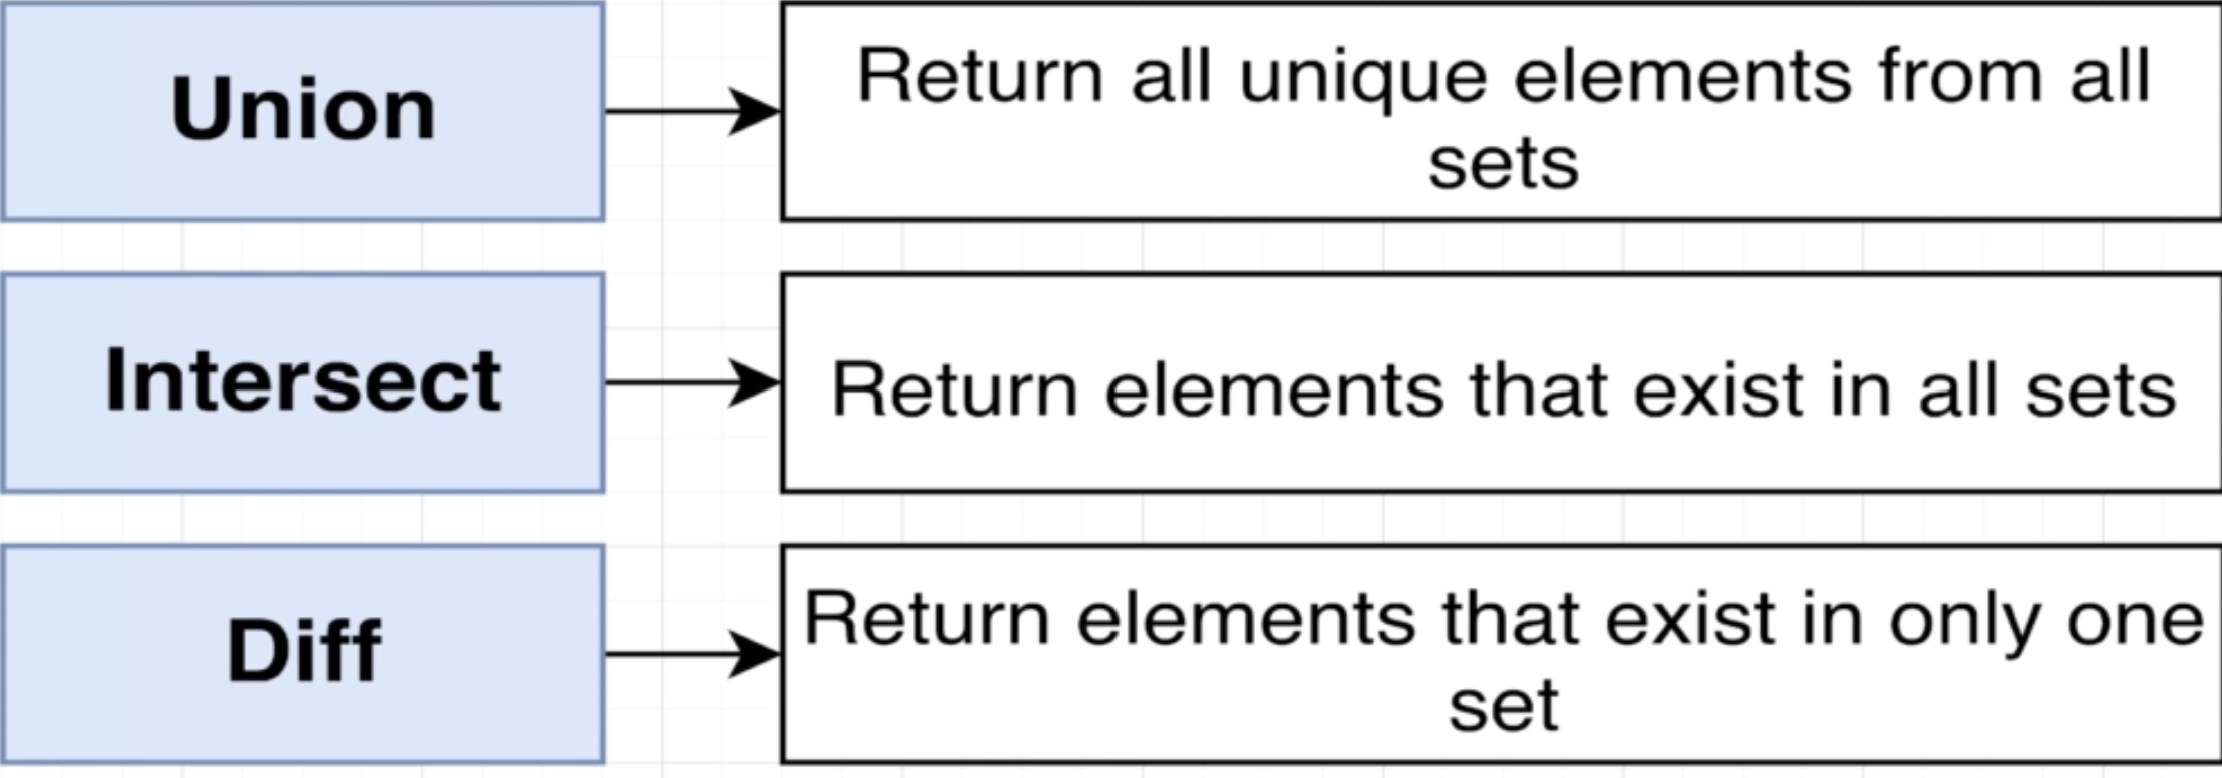 Union
Return all unique elements from all
sets
Intersect
Return elements that exist in all sets
Diff
Return elements that exist in only one
set